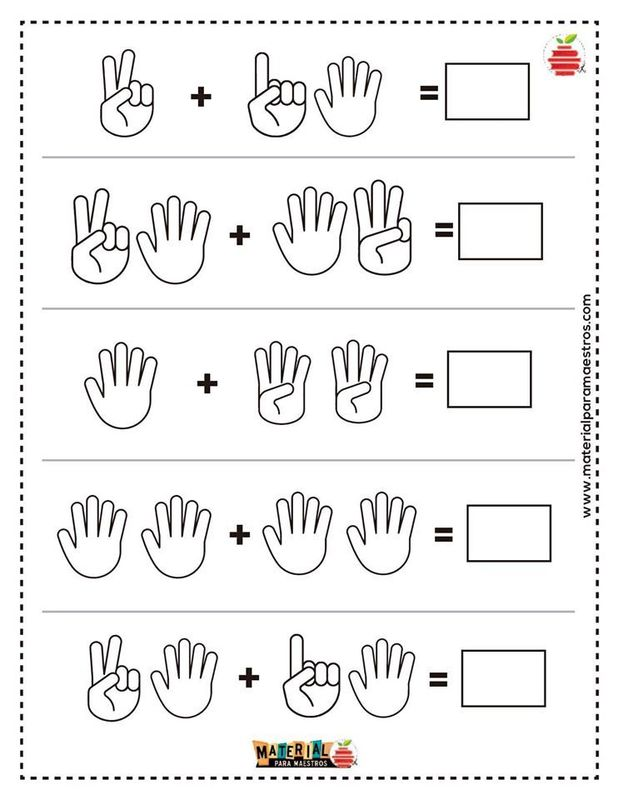 + =
+ =
+ =
+ =
+ =
www.materialparamaestros.com
MATERIAL
PARA MAESTROS